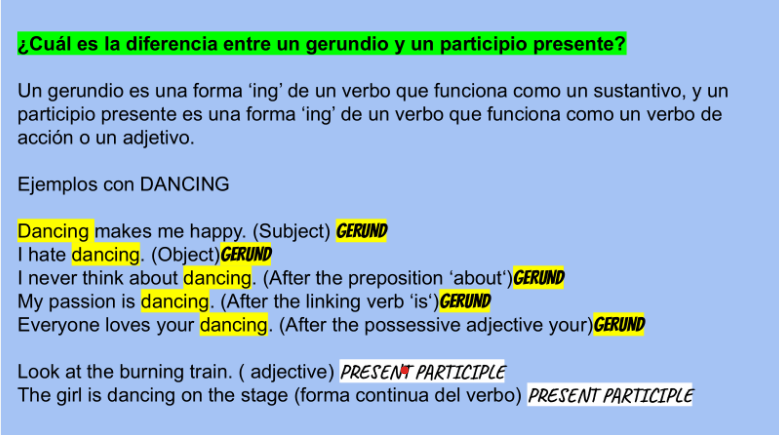 ¿Cuál es la diferencia entre un gerundio y un participio presente?
Un gerundio es una forma ‘ing’ de un verbo que funciona como un sustantivo, y un
participio presente es una forma ‘ing’ de un verbo que funciona como un verbo de
acción o un adjetivo.
Ejemplos con DANCING
Dancing makes me happy. (Subject) GERUND
I hate dancing. (Object)GERUND
I never think about dancing. (After the preposition ‘about‘)GERUND
My passion is dancing. (After the linking verb ‘is‘)GERUND
Everyone loves your dancing. (After the possessive adjective your)GERUND
Look at the burning train. ( adjective) PRESENT PARTICIPLE
The girl is dancing on the stage (forma continua del verbo) PRESENT PARTICIPLE